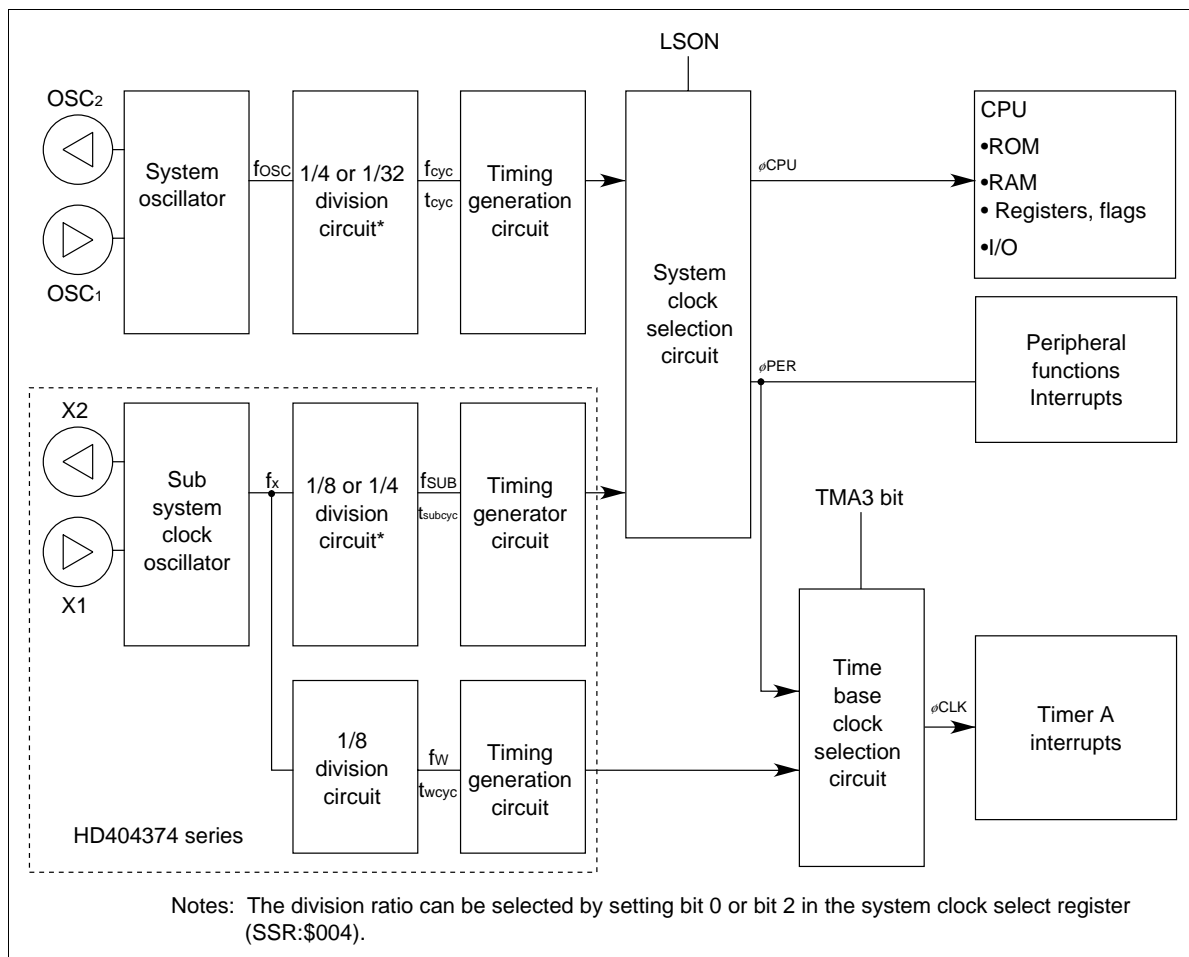 LSON
OSC2
OSC1
System
oscillator
fOSC
1/4 or 1/32
division
circuit*
fcyc
tcyc
Timing
generation
circuit
System
clock
selection
circuit
øCPU
CPU
•ROM
•RAM
• Registers, flags
•I/O
øPER
Peripheral
functions
Interrupts
X2
X1
Sub
system
clock
oscillator
fx
1/8 or 1/4
division
circuit*
fSUB
tsubcyc
Timing
generator
circuit
TMA3 bit
1/8
division
circuit
fW
twcyc
Timing
generation
circuit
Time
base
clock
selection
circuit
øCLK
Timer A
interrupts
HD404374 series
Notes: The division ratio can be selected by setting bit 0 or bit 2 in the system clock select register
(SSR:$004).